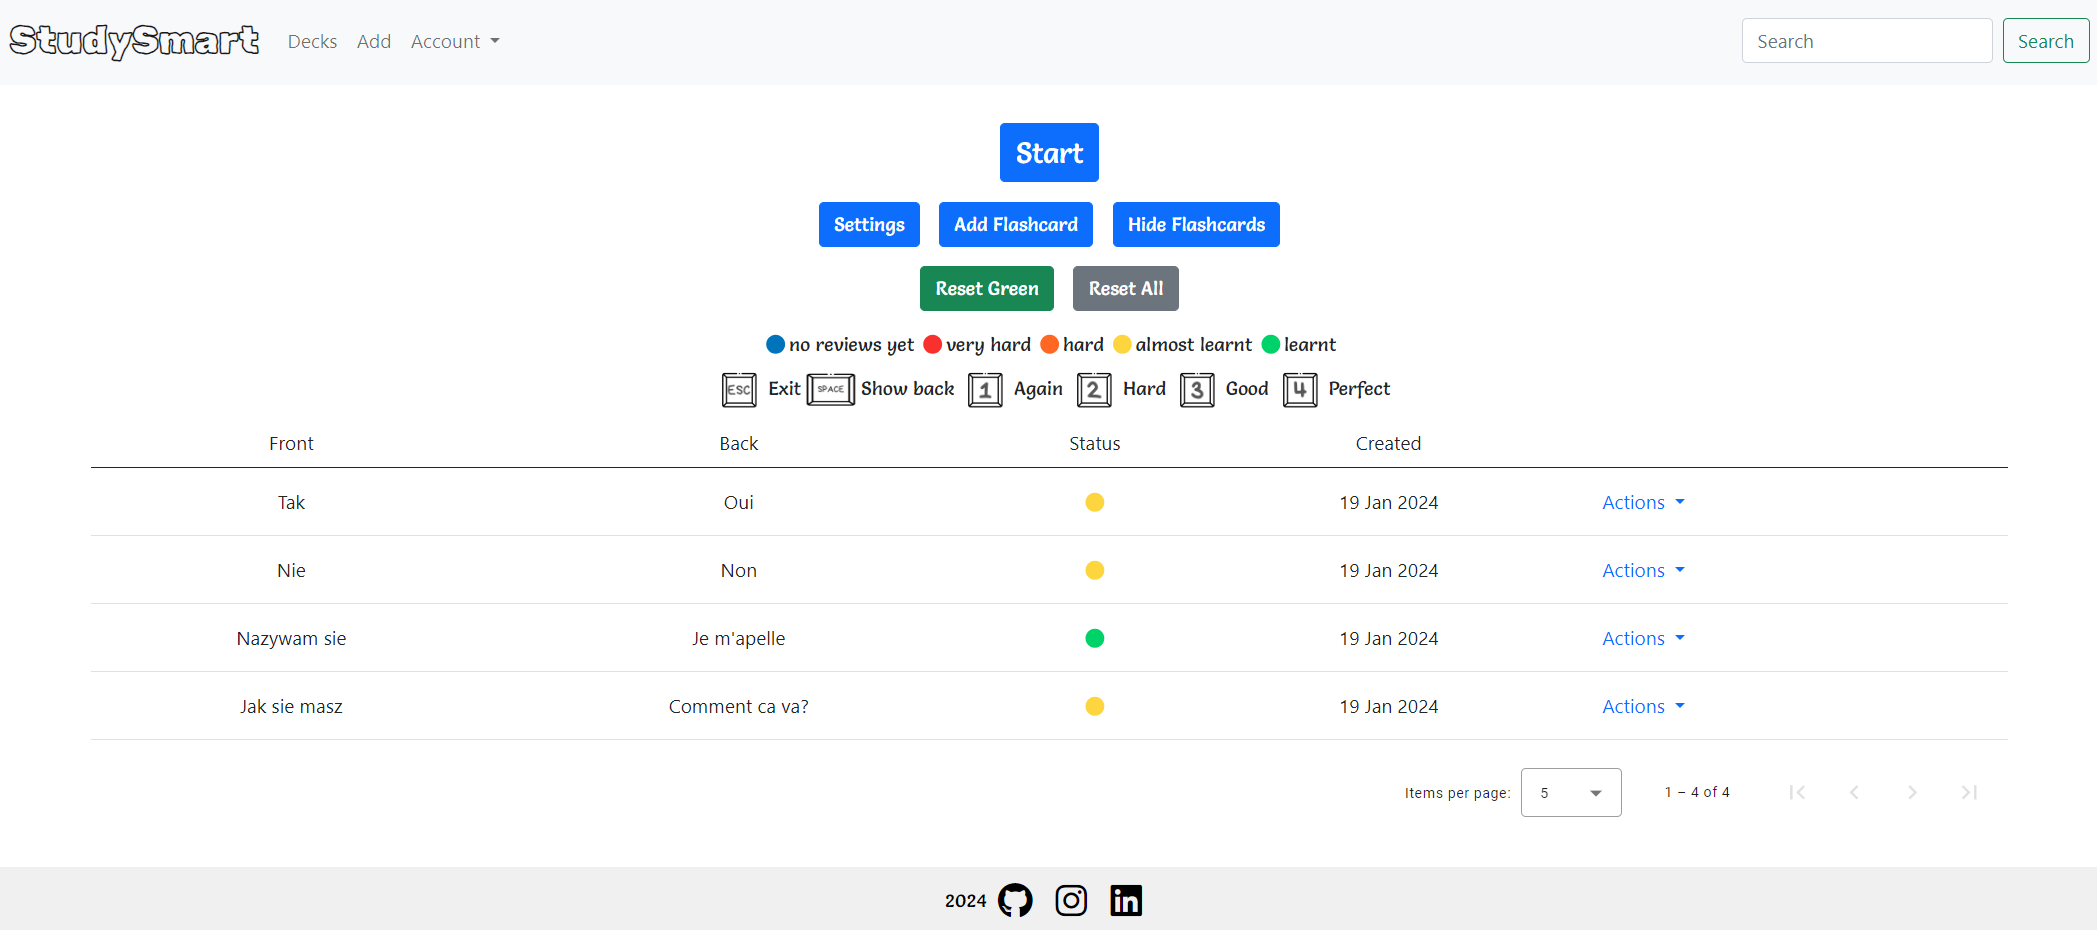 StudySmart Decks Add Account Search Search
Start
Settings Add Flashcard Hide Flashcards
Reset Green Reset All
no reviews yet very hard hard almost learnt learnt
ESC Exit SPACE Show back 1 Again 2 Hard 3 Good 4 Perfect
Front Back Status Created
Tak Oui 19 Jan 2024 Actions
Nie Non 19 Jan 2024 Actions
Nazywam sie Je m'apelle 19 Jan 2024 Actions
Jak sie masz Comment ca va? 19 Jan 2024 Actions
Items per page: 5 1 – 4 of 4
2024 in